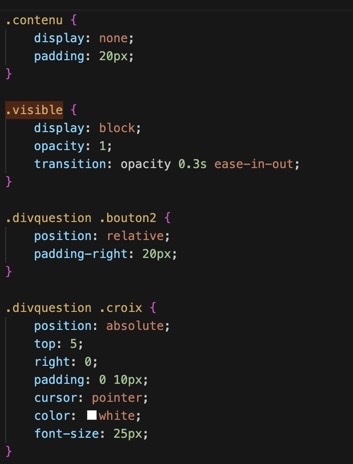 .contenu {
    display: none;
    padding: 20px;
}
.visible {
    display: block;
    opacity: 1;
    transition: opacity 0.3s ease-in-out;
}
.divquestion .bouton2 {
    position: relative;
    padding-right: 20px;
}
.divquestion .croix {
    position: absolute;
    top: 5;
    right: 0;
    padding: 0 10px;
    cursor: pointer;
    color: white;
    font-size: 25px;
}